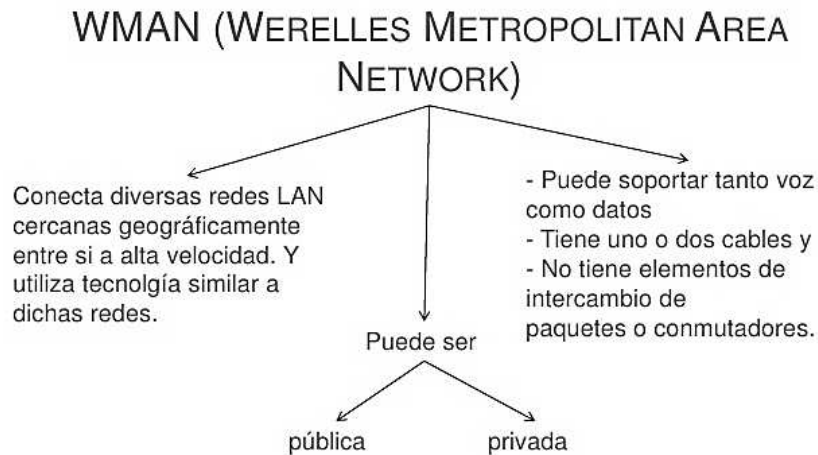 WMAN (WERELLES METROPOLITAN AREA
NETWORK)
Conecta diversas redes LAN
cercanas geográficamente
entre si a alta velocidad. Y
utiliza tecnolgía similar a
dichas redes.
- Puede soportar tanto voz
como datos
- Tiene uno o dos cables y
- No tiene elementos de
intercambio de
paquetes o conmutadores.
Puede ser
pública
privada